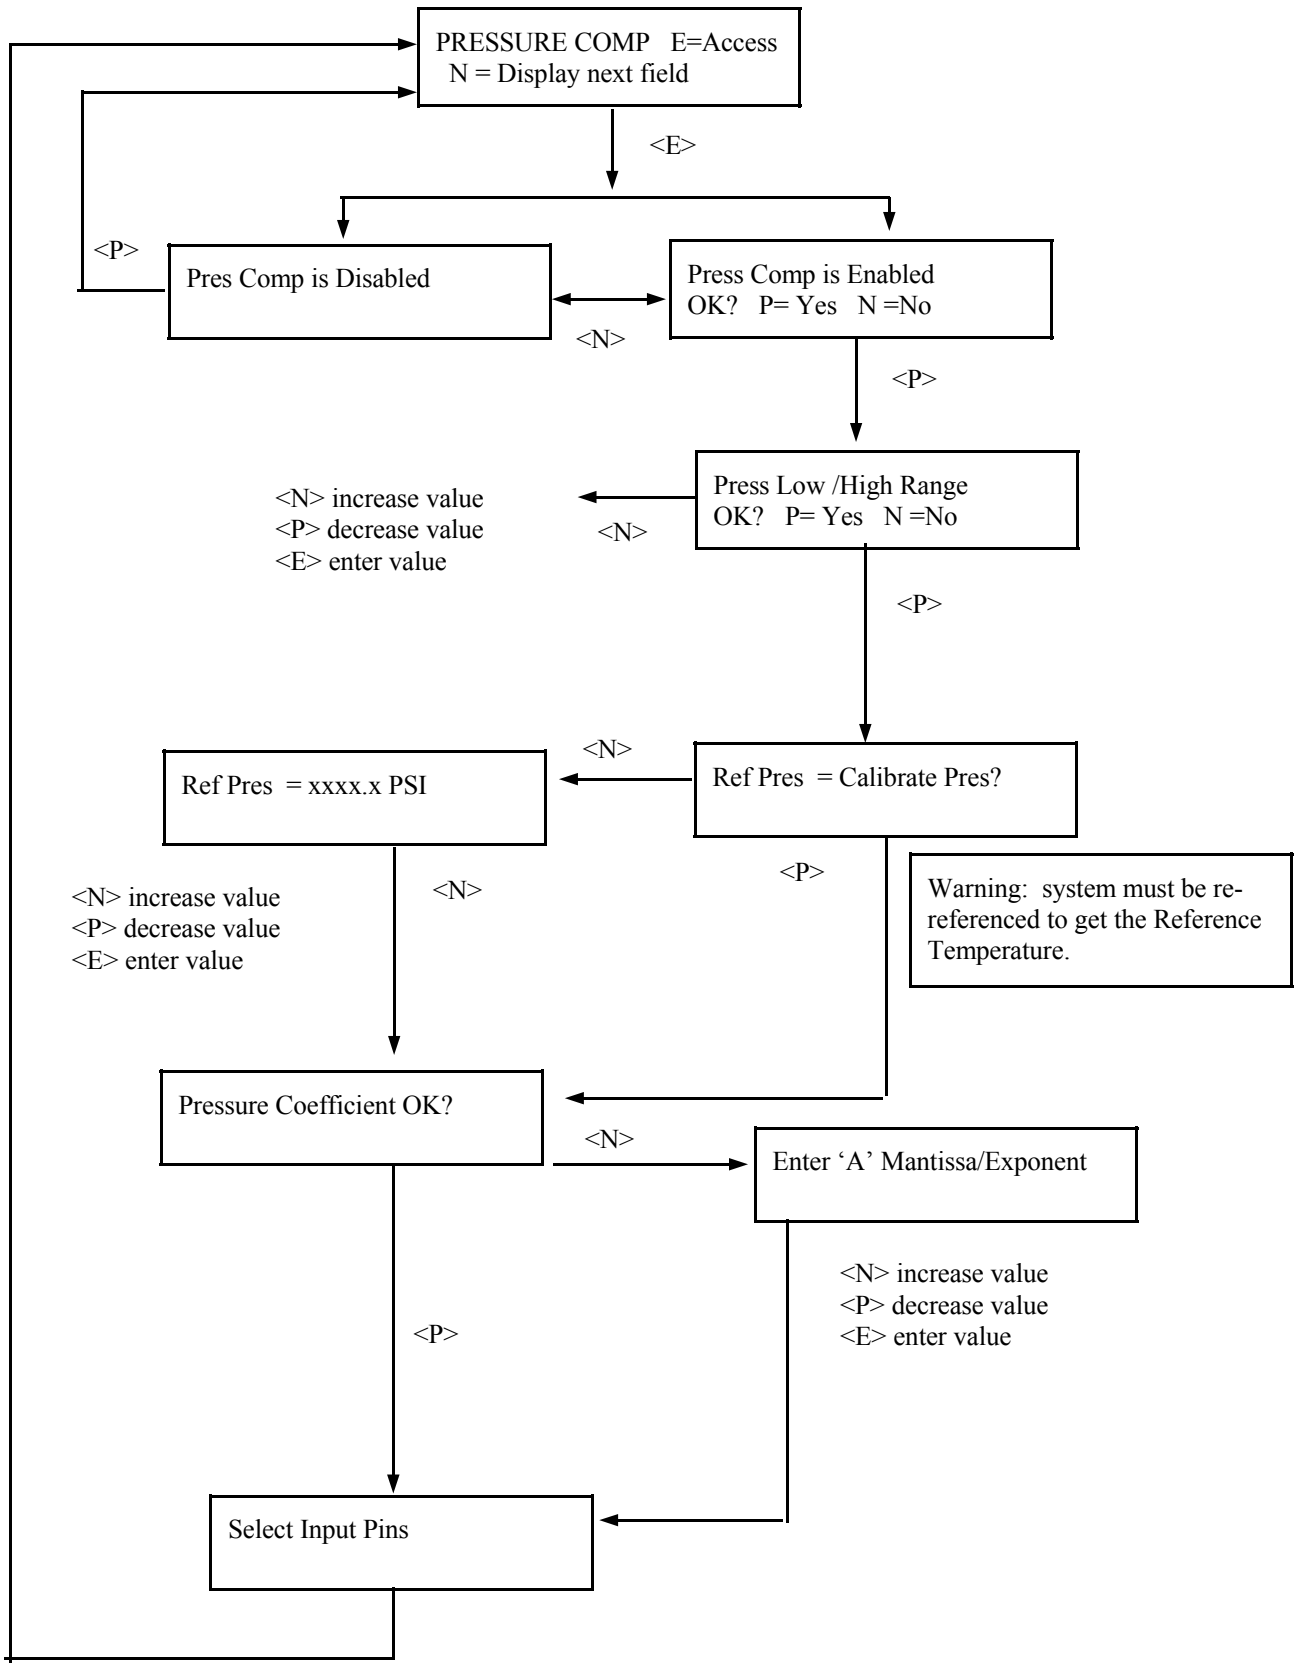 PRESSURE COMP E=Access
N = Display next field
<E>
<P>
Pres Comp is Disabled
Press Comp is Enabled
OK? P= Yes N =No
<N>
<P>
Press Low /High Range
OK? P= Yes N =No
<N> increase value
<P> decrease value
<E> enter value
<N>
<P>
<N>
Ref Pres = xxxx.x PSI
Ref Pres = Calibrate Pres?
<N> increase value
<P> decrease value
<E> enter value
<N>
<P>
Warning: system must be re-
referenced to get the Reference
Temperature.
Pressure Coefficient OK?
<N>
Enter ‘A’ Mantissa/Exponent
<N> increase value
<P> decrease value
<E> enter value
<P>
Select Input Pins